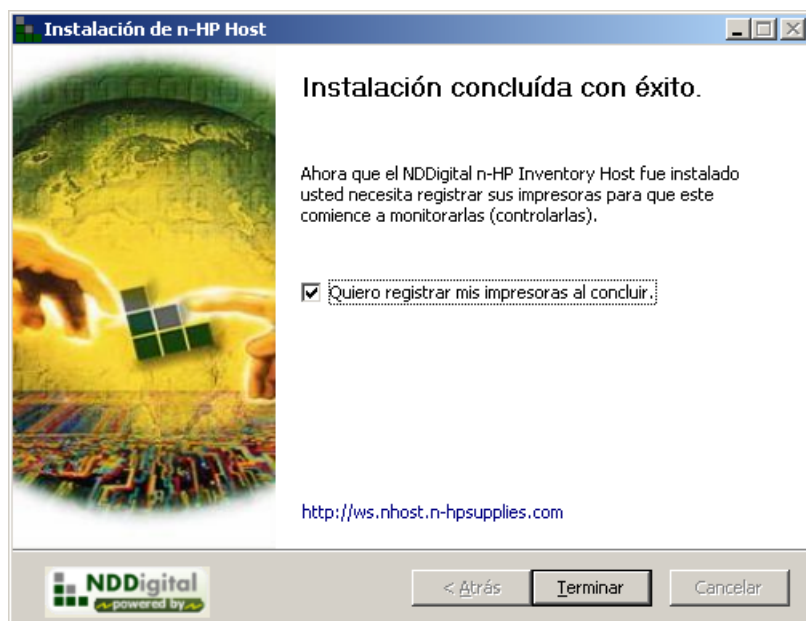 Instalación de n-HP Host
Instalación concluída con éxito.
Ahora que el NDDigital n-HP Inventory Host fue instalado
usted necesita registrar sus impresoras para que este
comience a monitorarlas (controlarlas).
Quiero registrar mis impresoras al concluir.
http://ws.nhost.n-hpsupplies.com
NDDigital
powered by
< Atrás
Terminar
Cancelar